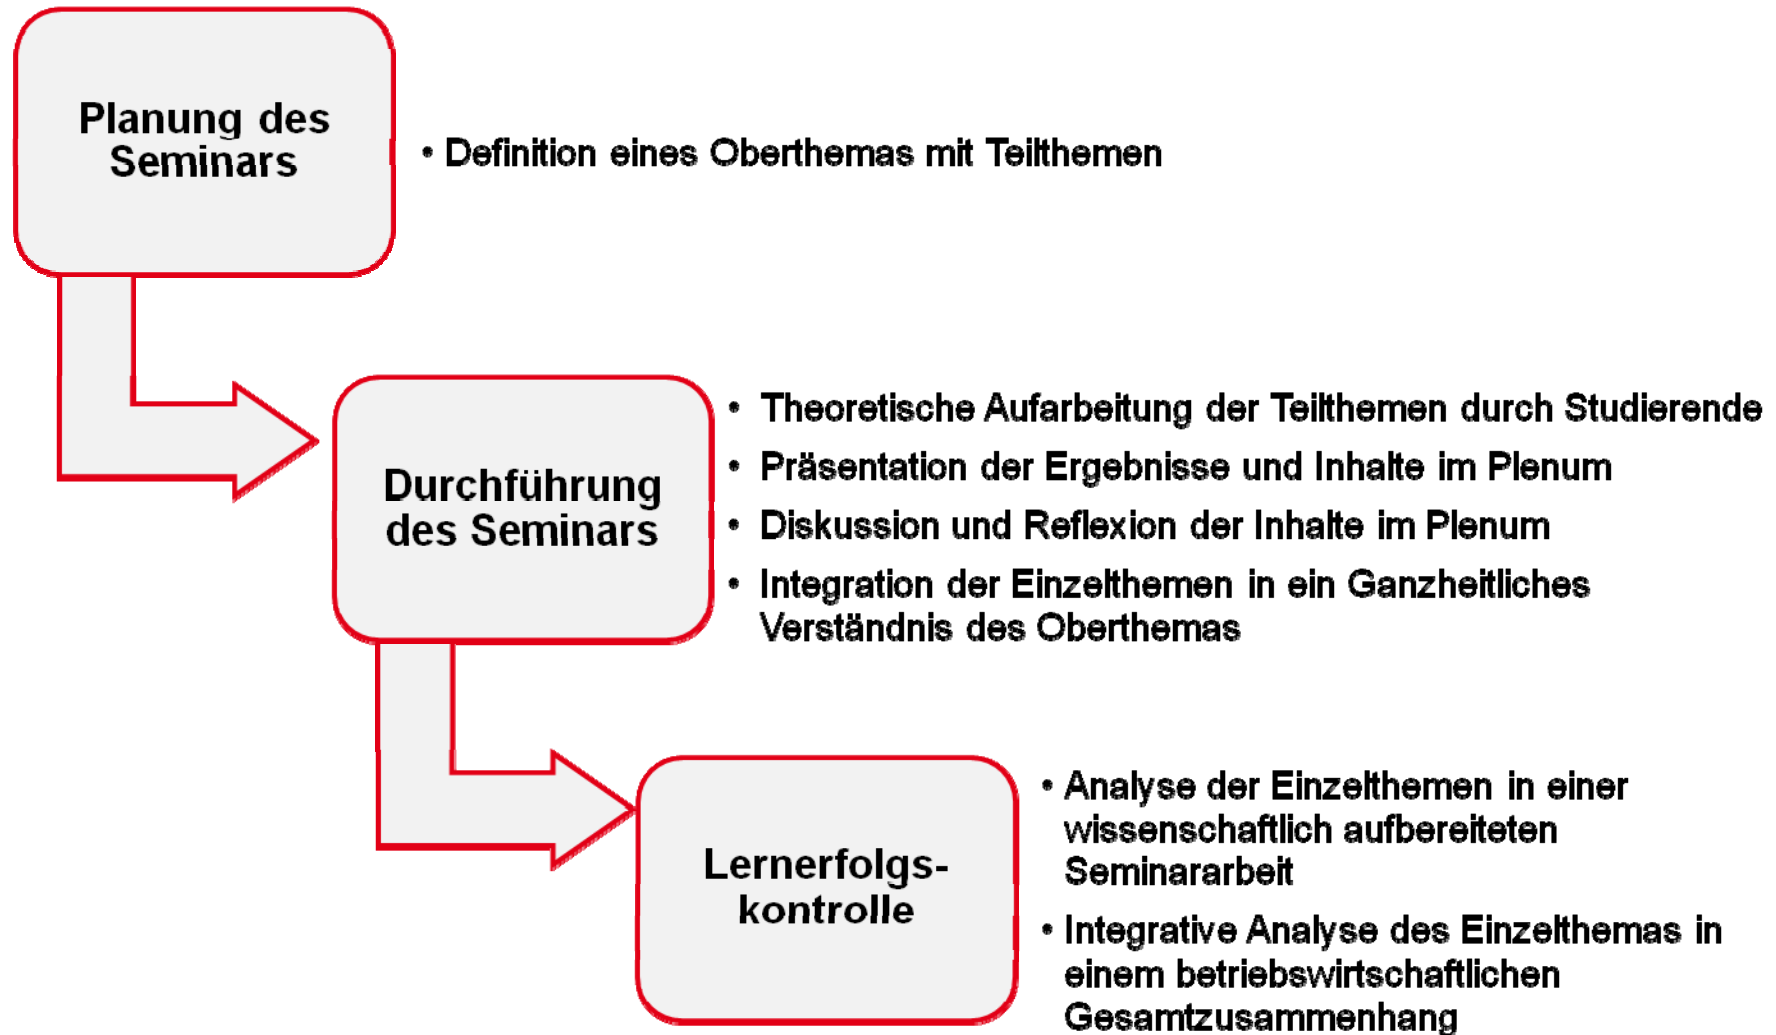 Planung des
Seminars
• Definition eines Oberthemas mit Teilthemen
Durchführung
des Seminars
• Theoretische Aufarbeitung der Teilthemen durch Studierende
• Präsentation der Ergebnisse und Inhalte im Plenum
• Diskussion und Reflexion der Inhalte im Plenum
• Integration der Einzelthemen in ein Ganzheitliches
Verständnis des Oberthemas
Lernerfolgs-
kontrolle
• Analyse der Einzelthemen in einer
wissenschaftlich aufbereiteten
Seminararbeit
• Integrative Analyse des Einzelthemas in
einem betriebswirtschaftlichen
Gesamtzusammenhang